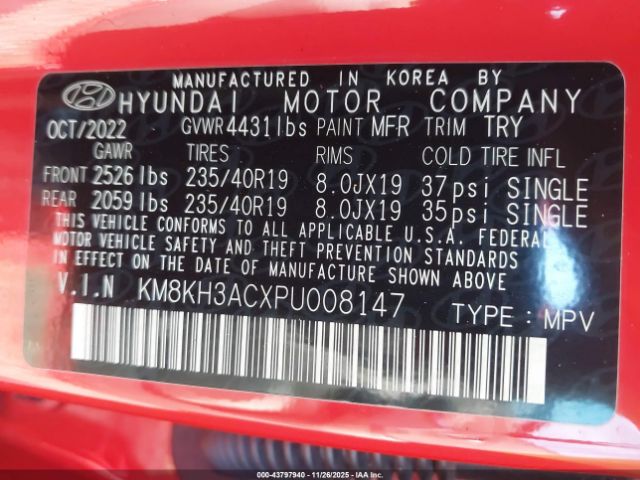 MANUFACTURED IN KOREA BY
HYUNDAI MOTOR COMPANY
OCT/2022 GVWR 4431 lbs PAINT MFR TRIM TRY
GAWR TIRES RIMS COLD TIRE INFL
FRONT 2526 lbs 235/40R19 8.0JX19 37psi SINGLE
REAR 2059 lbs 235/40R19 8.0JX19 35psi SINGLE
THIS VEHICLE CONFORMS TO ALL APPLICABLE U.S.A. FEDERAL
MOTOR VEHICLE SAFETY AND THEFT PREVENTION STANDARDS
IN EFFECT ON THE DATE OF MANUFACTURE SHOWN ABOVE.
V.I.N KM8KH3ACXPU008147 TYPE : MPV
000-43797940 - 11/26/2025 - IAAI, Inc.